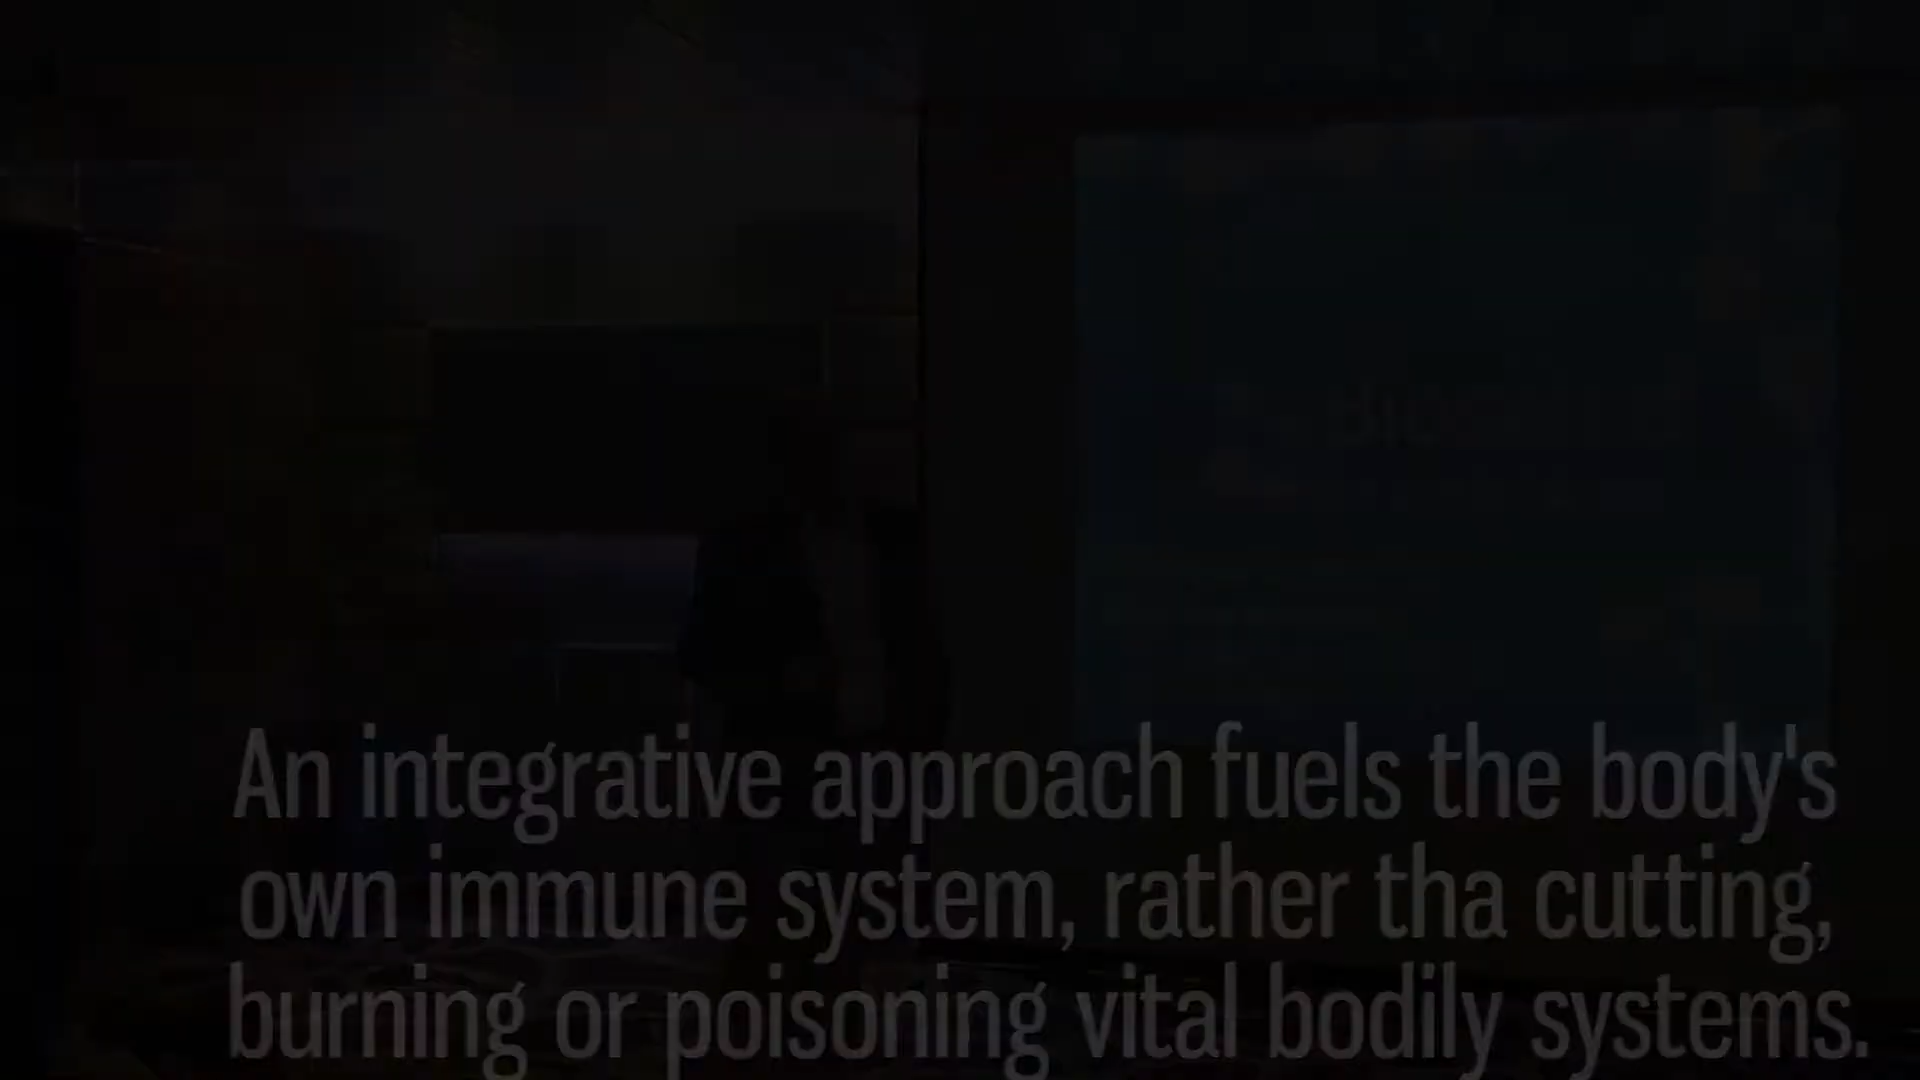 An integrative approach fuels the body's
own immune system, rather tha cutting,
burning or poisoning vital bodily systems.